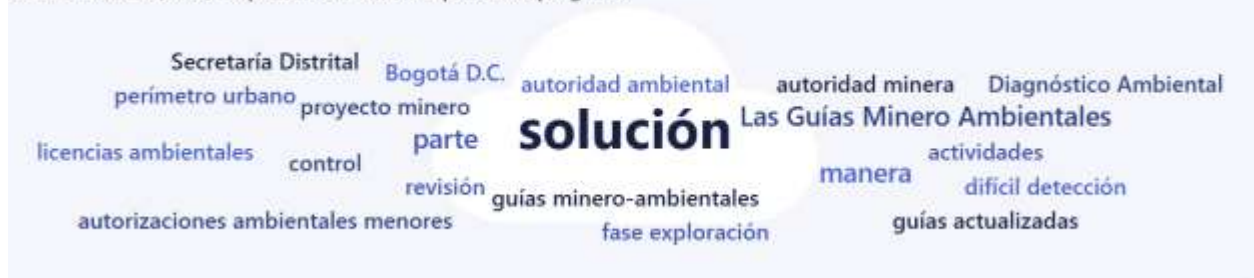 Secretaría Distrital
Bogotá D.C.
autoridad ambiental
autoridad minera
Diagnóstico Ambiental
perímetro urbano
proyecto minero
parte
solución
Las Guías Minero Ambientales
licencias ambientales
control
actividades
revisión
manera
difícil detección
guías minero-ambientales
autorizaciones ambientales menores
fase exploración
guías actualizadas